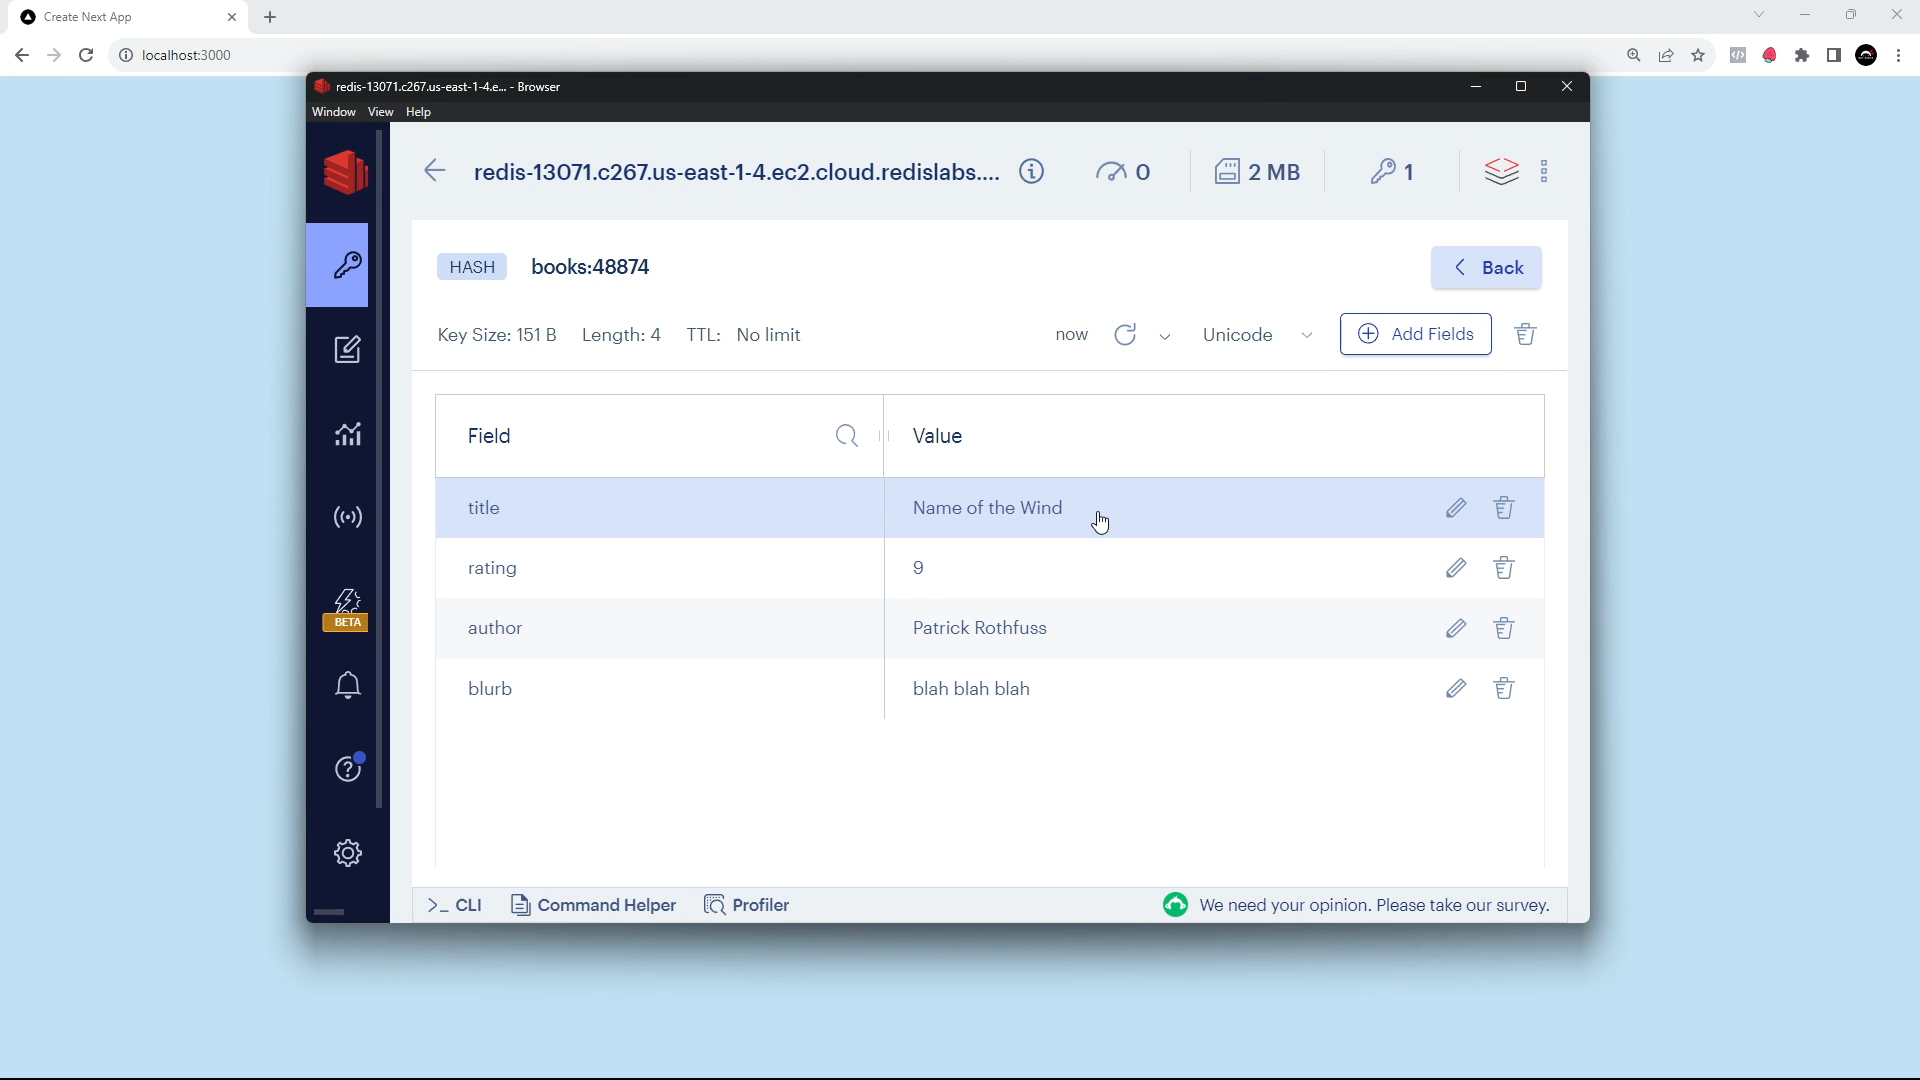 Create Next App
localhost:3000
redis-13071.c267.us-east-1-4.e... - Browser
Window View Help
redis-13071.c267.us-east-1-4.ec2.cloud.redislabs.... 0 2 MB 1
HASH books:48874 Back
Key Size: 151 B Length: 4 TTL: No limit now Unicode Add Fields
Field Value
title Name of the Wind
rating 9
author Patrick Rothfuss
BETA
blurb blah blah blah
>_ CLI Command Helper Profiler We need your opinion. Please take our survey.